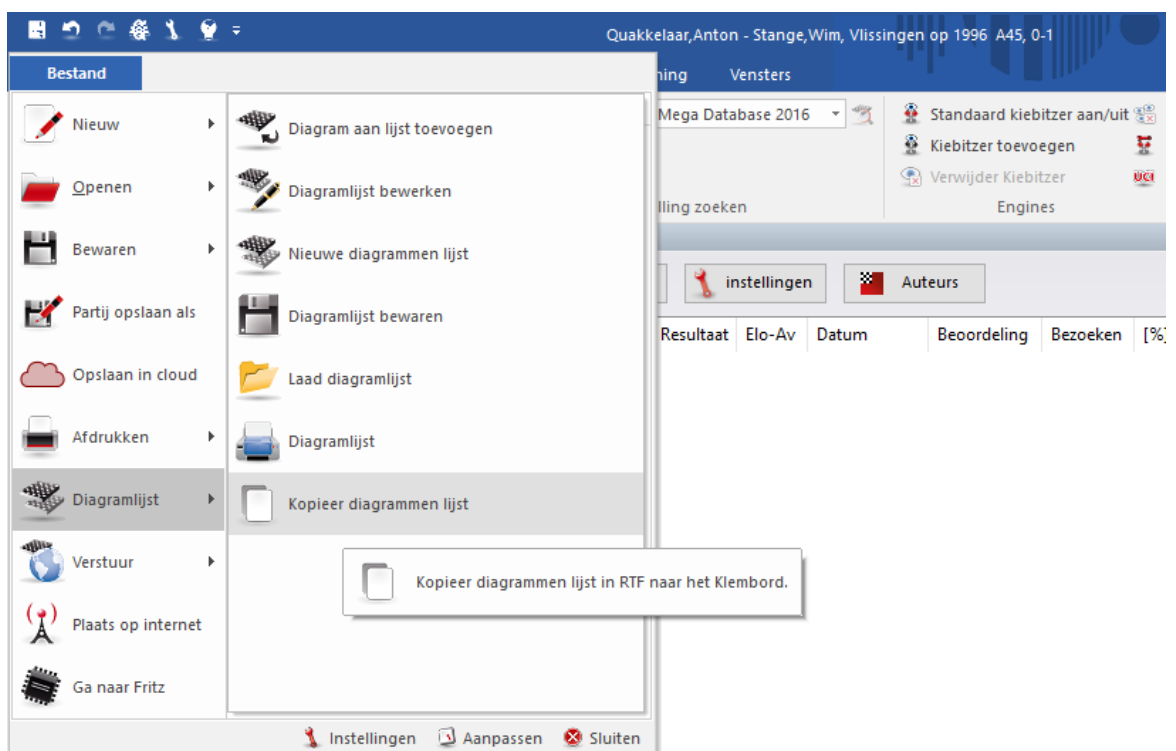 Quakkelaar,Anton - Stange,Wim, Vlissingen op 1996 A45, 0-1
Bestand
Vensters
Nieuw
Openen
Bewaren
Partij opslaan als
Opslaan in cloud
Afdrukken
Diagramlijst
Verstuur
Plaats op internet
Ga naar Fritz
Diagram aan lijst toevoegen
Diagramlijst bewerken
Nieuwe diagrammen lijst
Diagramlijst bewaren
Laad diagramlijst
Diagramlijst
Kopieer diagrammen lijst
Kopieer diagrammen lijst in RTF naar het Klembord.
Instellingen Aanpassen Sluiten
Mega Database 2016
zoeken
Standaard kiebitzer aan/uit
Kiebitzer toevoegen
Verwijder Kiebitzer
UCI
Engines
instellingen Auteurs
Resultaat Elo-Av Datum Beoordeling Bezoeken [%]